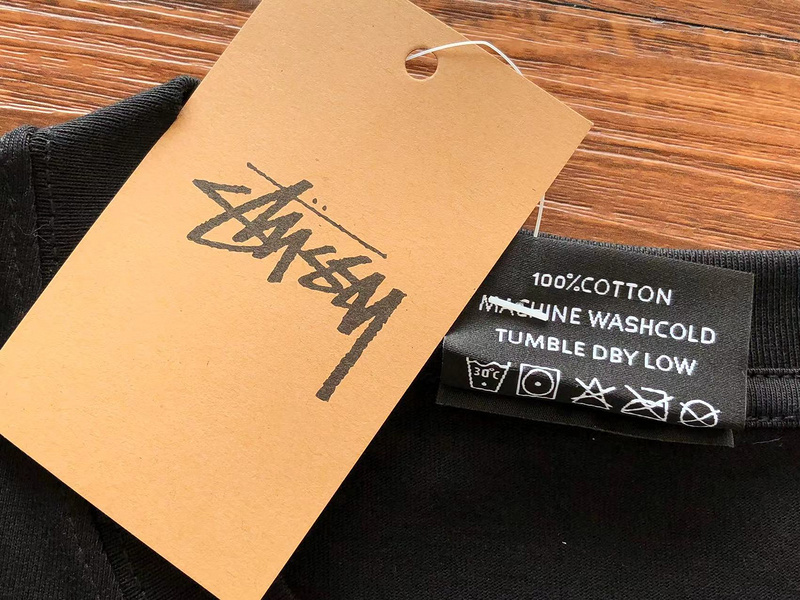 Stüssy
100%COTTON
MACHINE WASHCOLD
TUMBLE DBY LOW
30°C